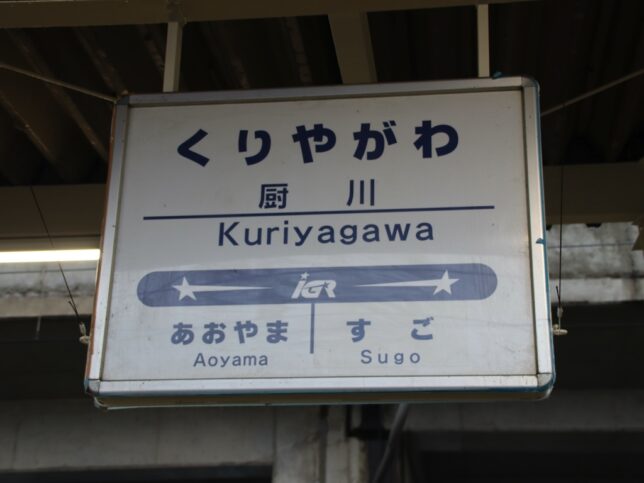 くりやがわ
厨川
Kuriyagawa
IGR
あおやま すご
Aoyama Sugo